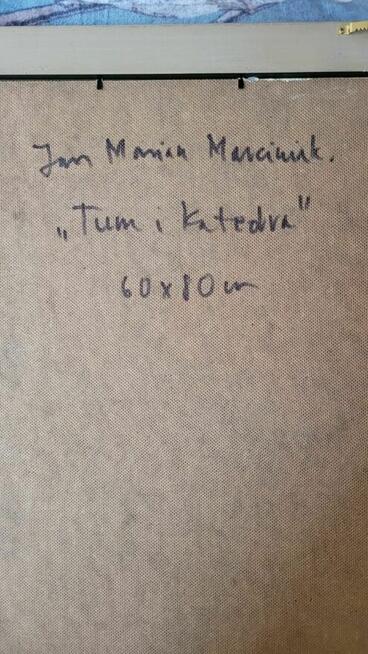 Jan Marian Marciniak.
„Tum i Katedra"
60x80cm